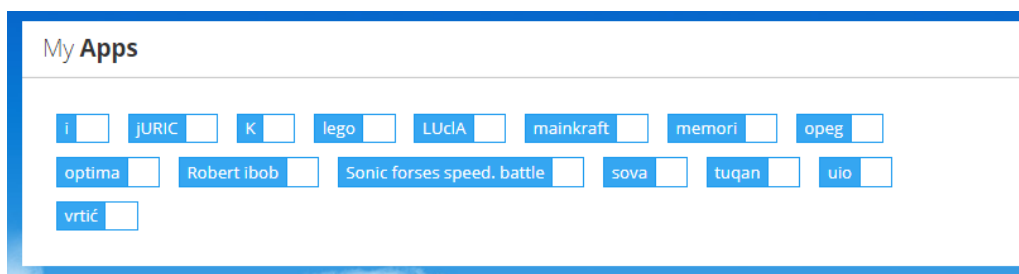 My Apps
i jURIC K lego LUclA mainkraft memori opeg
optima Robert ibob Sonic forses speed. battle sova tuqan uio
vrtić